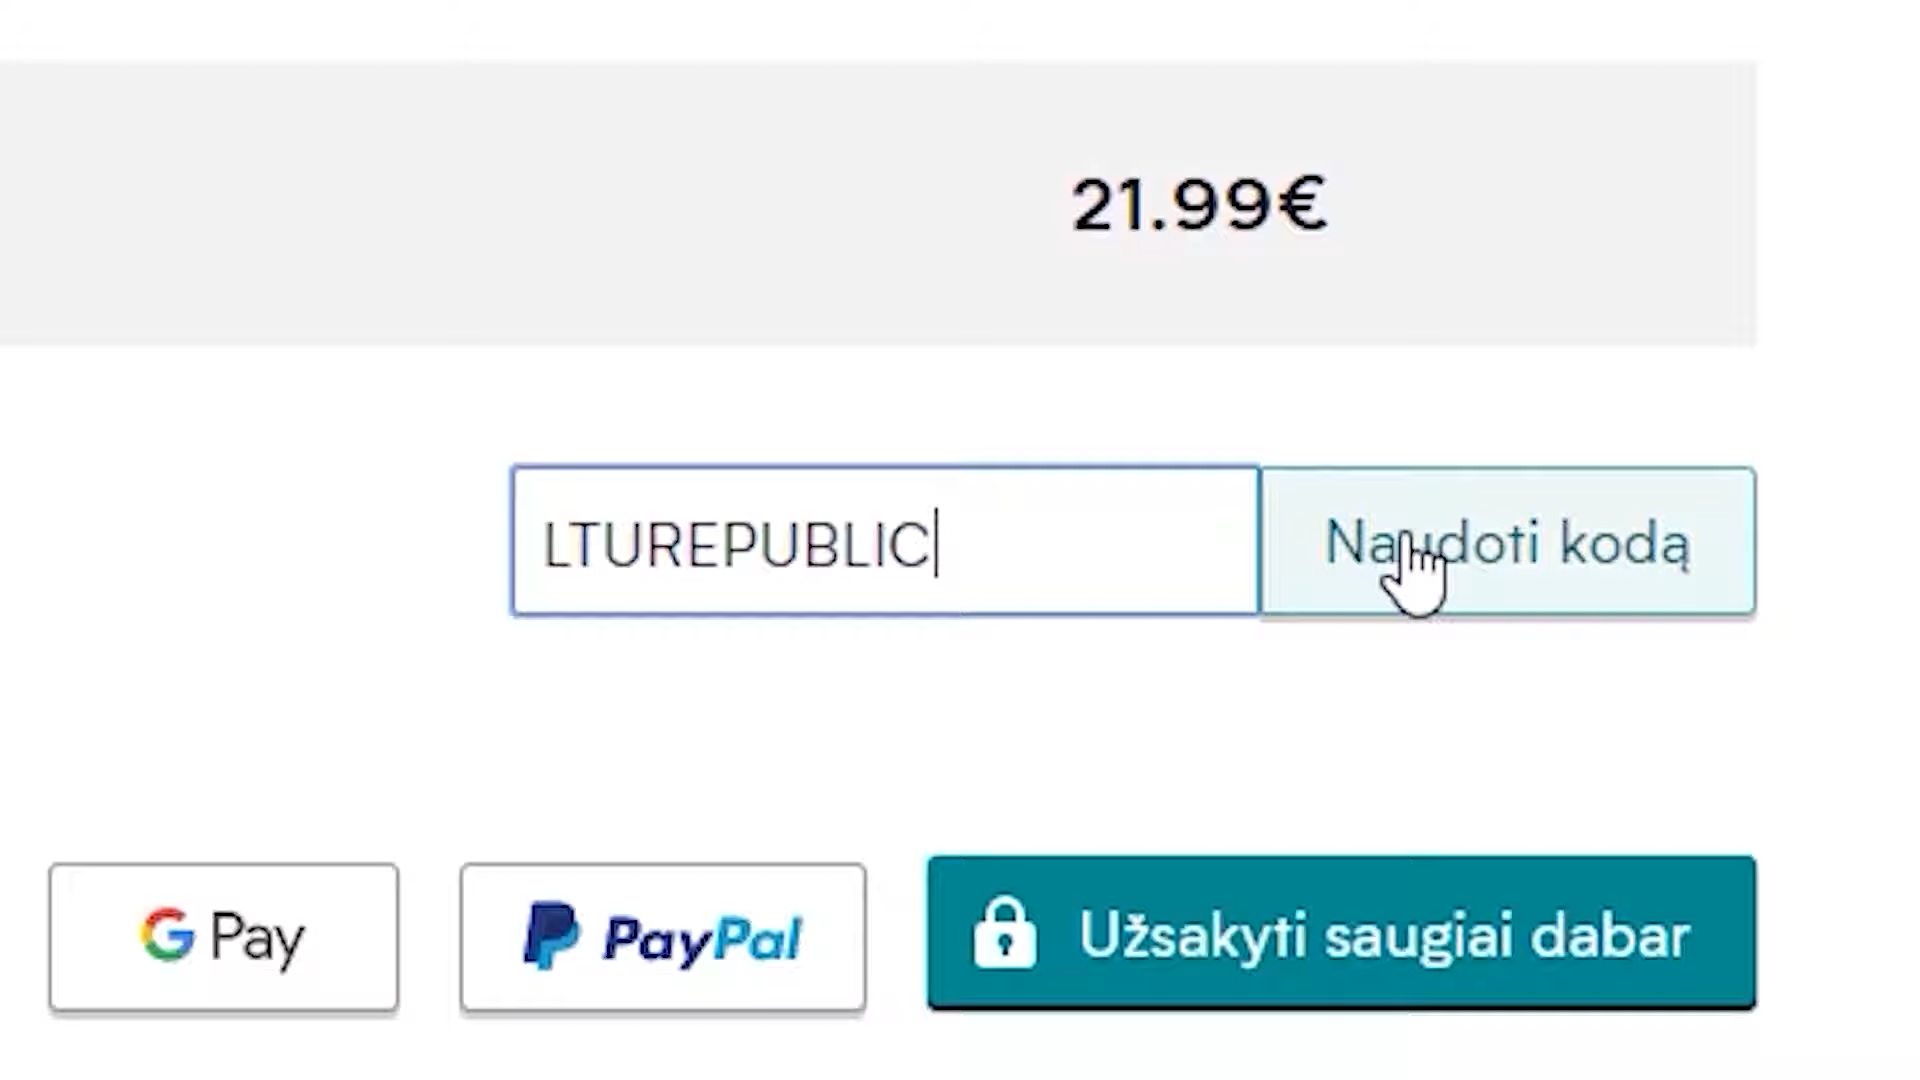 21.99€
LTUREPUBLIC
Naudoti kodą
G Pay
PayPal
Užsakyti saugiai dabar